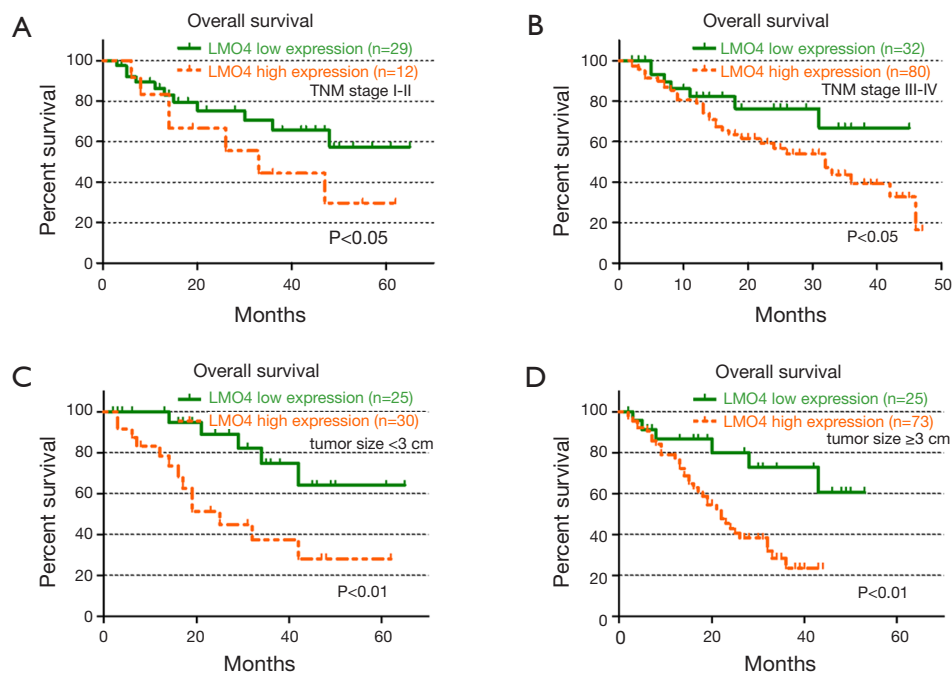 A
Overall survival
LMO4 low expression (n=29)
LMO4 high expression (n=12)
TNM stage I-II
100
80
60
40
20
0
Percent survival
P<0.05
0
20
40
60
Months
B
Overall survival
LMO4 low expression (n=32)
LMO4 high expression (n=80)
TNM stage III-IV
100
80
60
40
20
0
Percent survival
P<0.05
0
10
20
30
40
50
Months
C
Overall survival
LMO4 low expression (n=25)
LMO4 high expression (n=30)
tumor size <3 cm
100
80
60
40
20
0
Percent survival
P<0.01
0
20
40
60
Months
D
Overall survival
LMO4 low expression (n=25)
LMO4 high expression (n=73)
tumor size ≥3 cm
100
80
60
40
20
0
Percent survival
P<0.01
0
20
40
60
Months